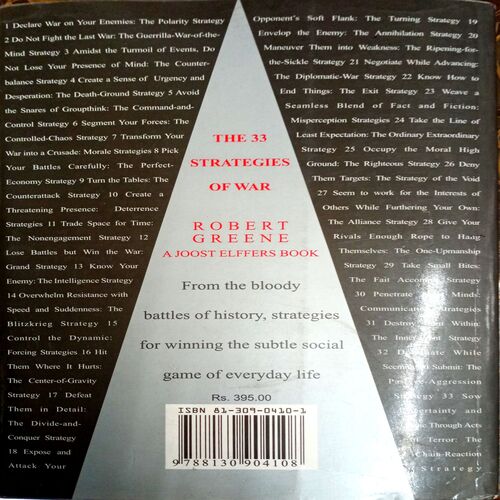 1 Declare War on Your Enemies: The Polarity Strategy
2 Do Not Fight the Last War: The Guerrilla-War-of-the-
Mind Strategy 3 Amidst the Turmoil of Events, Do
Not Lose Your Presence of Mind: The Counter-
balance Strategy 4 Create a Sense of Urgency and
Desperation: The Death-Ground Strategy 5 Avoid
the Snares of Groupthink: The Command-and-
Control Strategy 6 Segment Your Forces: The
Controlled-Chaos Strategy 7 Transform Your
War into a Crusade: Morale Strategies 8 Pick
Your Battles Carefully: The Perfect-
Economy Strategy 9 Turn the Tables: The
Counterattack Strategy 10 Create a
Threatening Presence: Deterrence
Strategies 11 Trade Space for Time:
The Nonengagement Strategy 12
Lose Battles but Win the War:
Grand Strategy 13 Know Your
Enemy: The Intelligence Strategy
14 Overwhelm Resistance with
Speed and Suddenness: The
Blitzkrieg Strategy 15
Control the Dynamic:
Forcing Strategies 16 Hit
Them Where It Hurts:
The Center-of-Gravity
Strategy 17 Defeat
Them in Detail:
The Divide-and-
Conquer Strategy
18 Expose and
Attack Your
Opponent's Soft Flank: The Turning Strategy 19
Envelop the Enemy: The Annihilation Strategy 20
Maneuver Them into Weakness: The Ripening-for-
the-Sickle Strategy 21 Negotiate While Advancing:
The Diplomatic-War Strategy 22 Know How to
End Things: The Exit Strategy 23 Weave a
Seamless Blend of Fact and Fiction:
Misperception Strategies 24 Take the Line of
Least Expectation: The Ordinary Extraordinary
Strategy 25 Occupy the Moral High
Ground: The Righteous Strategy 26 Deny
Them Targets: The Strategy of the Void
27 Seem to work for the Interests of
Others While Furthering Your Own:
The Alliance Strategy 28 Give Your
Rivals Enough Rope to Hang
Themselves: The One-Upmanship
Strategy 29 Take Small Bites:
The Fait Accompli Strategy
30 Penetrate Minds:
Communication Strategies
31 Destroy from Within:
The Inner Front Strategy
32 Dominate While
Seeming to Submit: The
Passive-Aggression
Strategy 33 Sow
Uncertainty and
Through Acts
of Terror: The
Chain-Reaction
Strategy
THE 33
STRATEGIES
OF WAR
ROBERT
GREENE
A JOOST ELFFERS BOOK
From the bloody
battles of history, strategies
for winning the subtle social
game of everyday life
Rs. 395.00
ISBN 81-309-0410-1
9 788130 904108